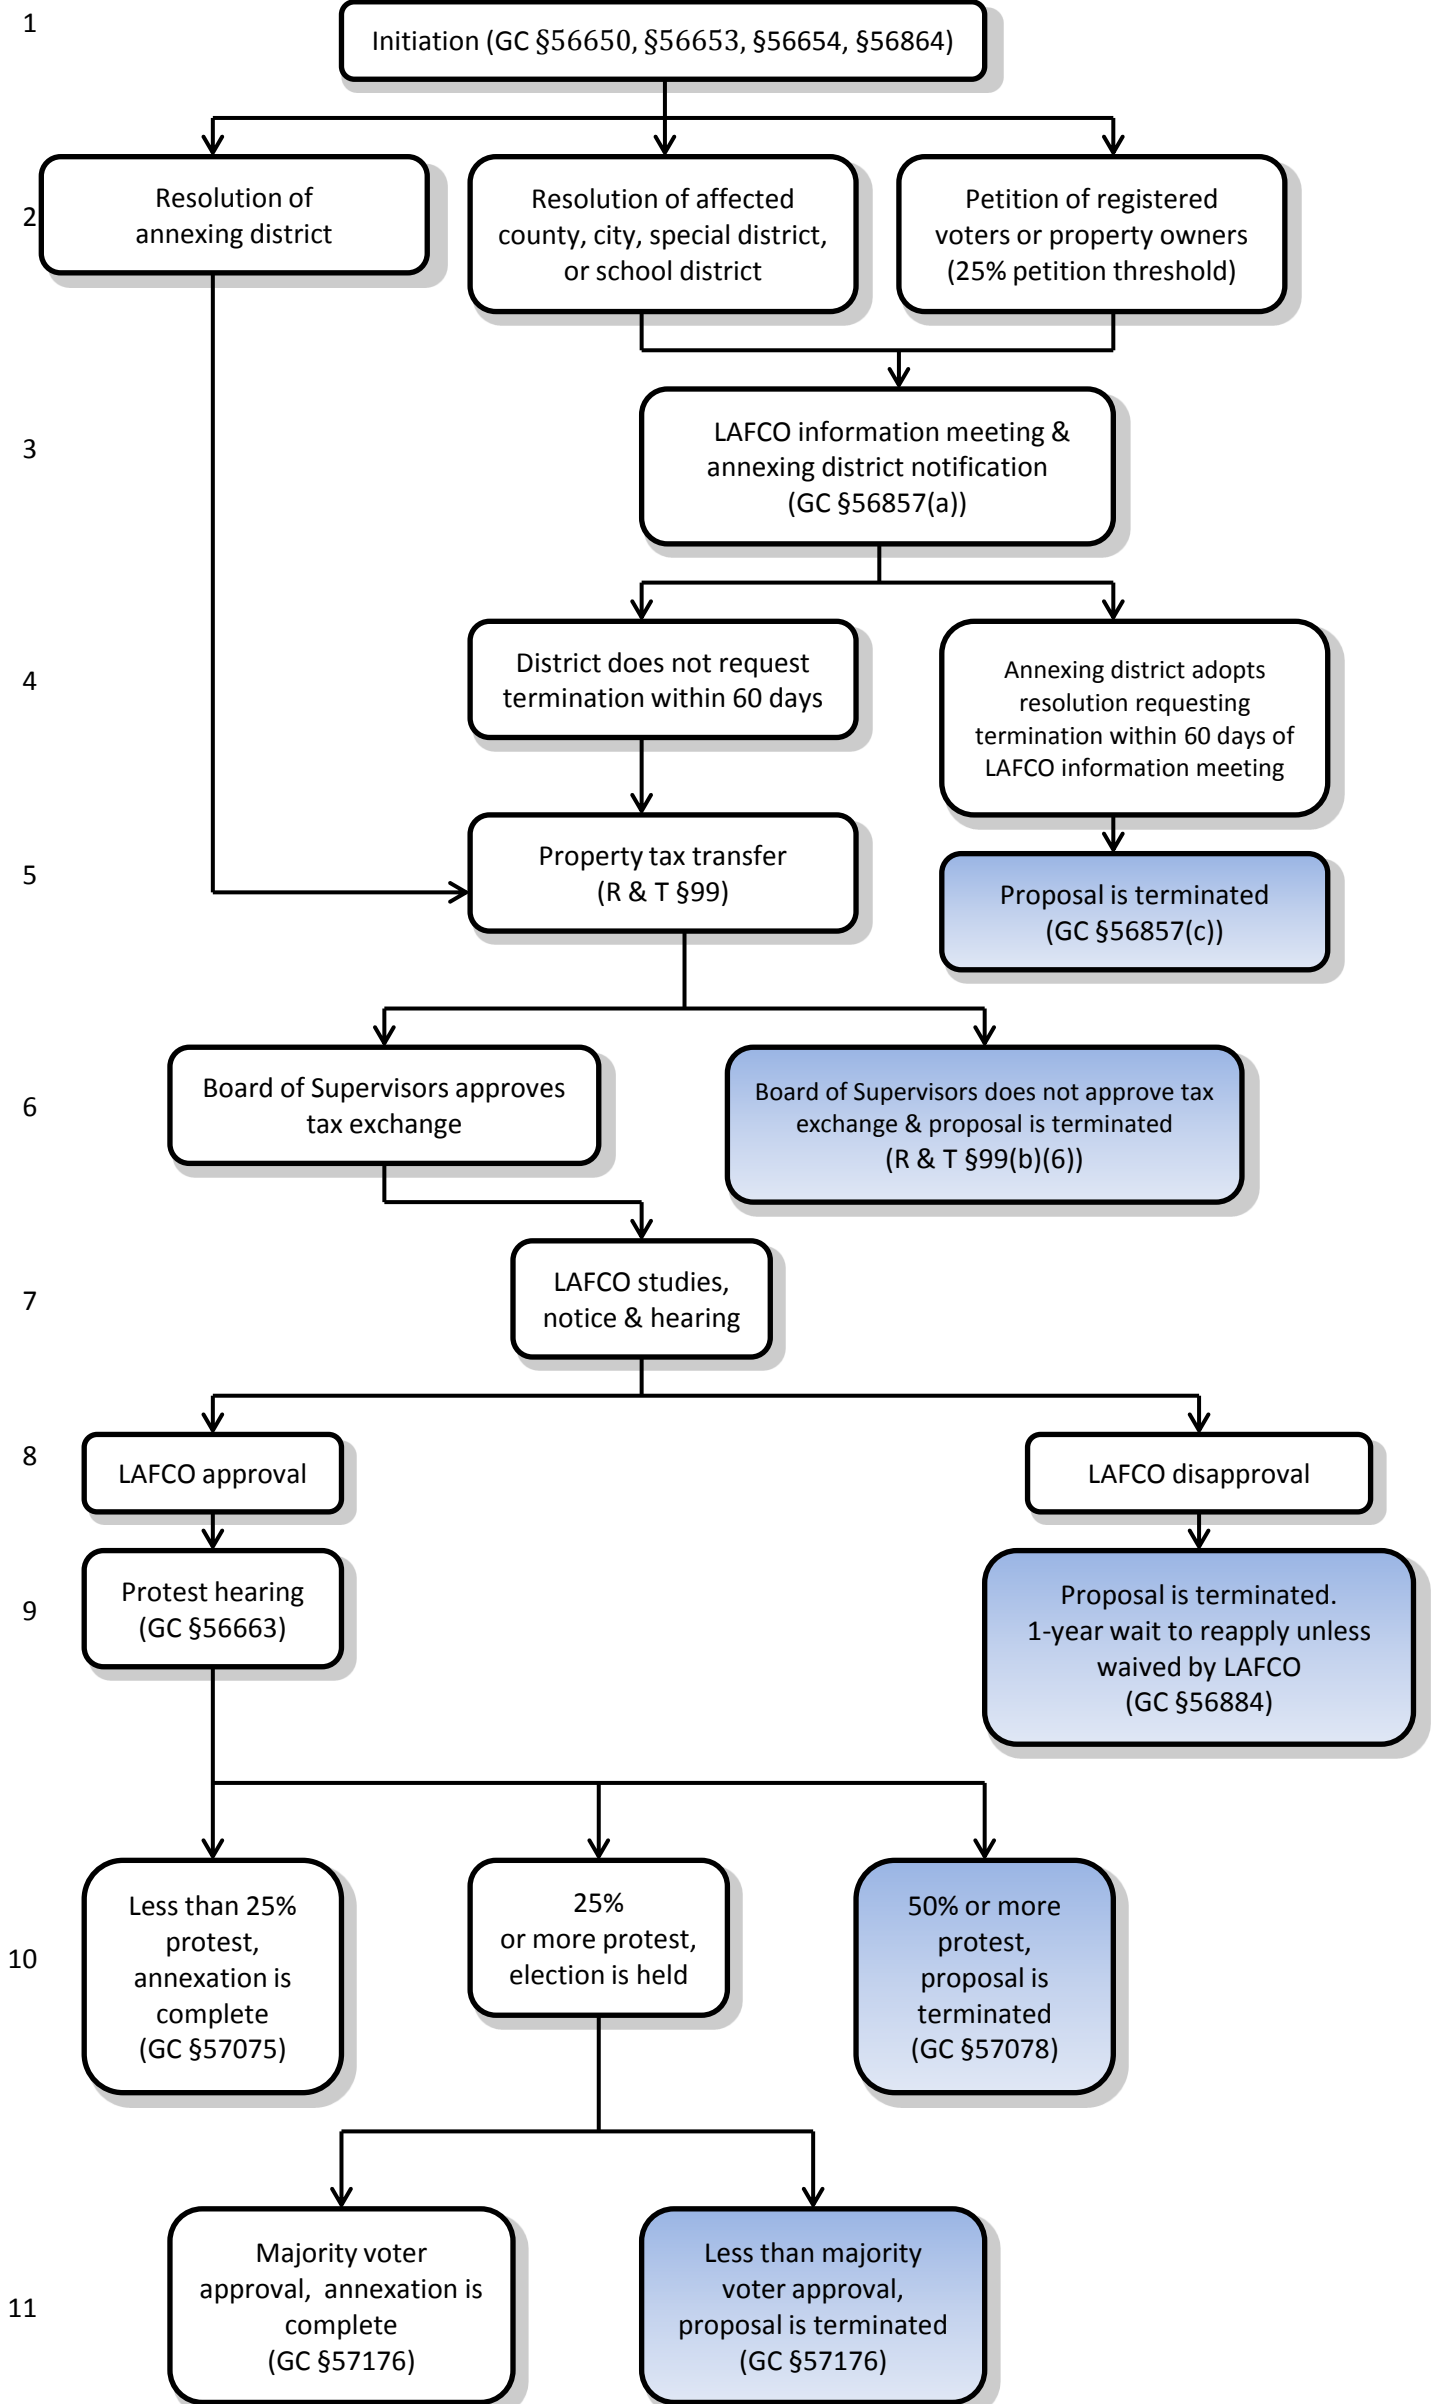 1
Initiation (GC §56650, §56653, §56654, §56864)
2
Resolution of
annexing district
Resolution of affected
county, city, special district,
or school district
Petition of registered
voters or property owners
(25% petition threshold)
3
LAFCO information meeting &
annexing district notification
(GC §56857(a))
4
District does not request
termination within 60 days
Annexing district adopts
resolution requesting
termination within 60 days of
LAFCO information meeting
5
Property tax transfer
(R & T §99)
Proposal is terminated
(GC §56857(c))
6
Board of Supervisors approves
tax exchange
Board of Supervisors does not approve tax
exchange & proposal is terminated
(R & T §99(b)(6))
7
LAFCO studies,
notice & hearing
8
LAFCO approval
LAFCO disapproval
9
Protest hearing
(GC §56663)
Proposal is terminated.
1-year wait to reapply unless
waived by LAFCO
(GC §56884)
10
Less than 25%
protest,
annexation is
complete
(GC §57075)
25%
or more protest,
election is held
50% or more
protest,
proposal is
terminated
(GC §57078)
11
Majority voter
approval, annexation is
complete
(GC §57176)
Less than majority
voter approval,
proposal is terminated
(GC §57176)